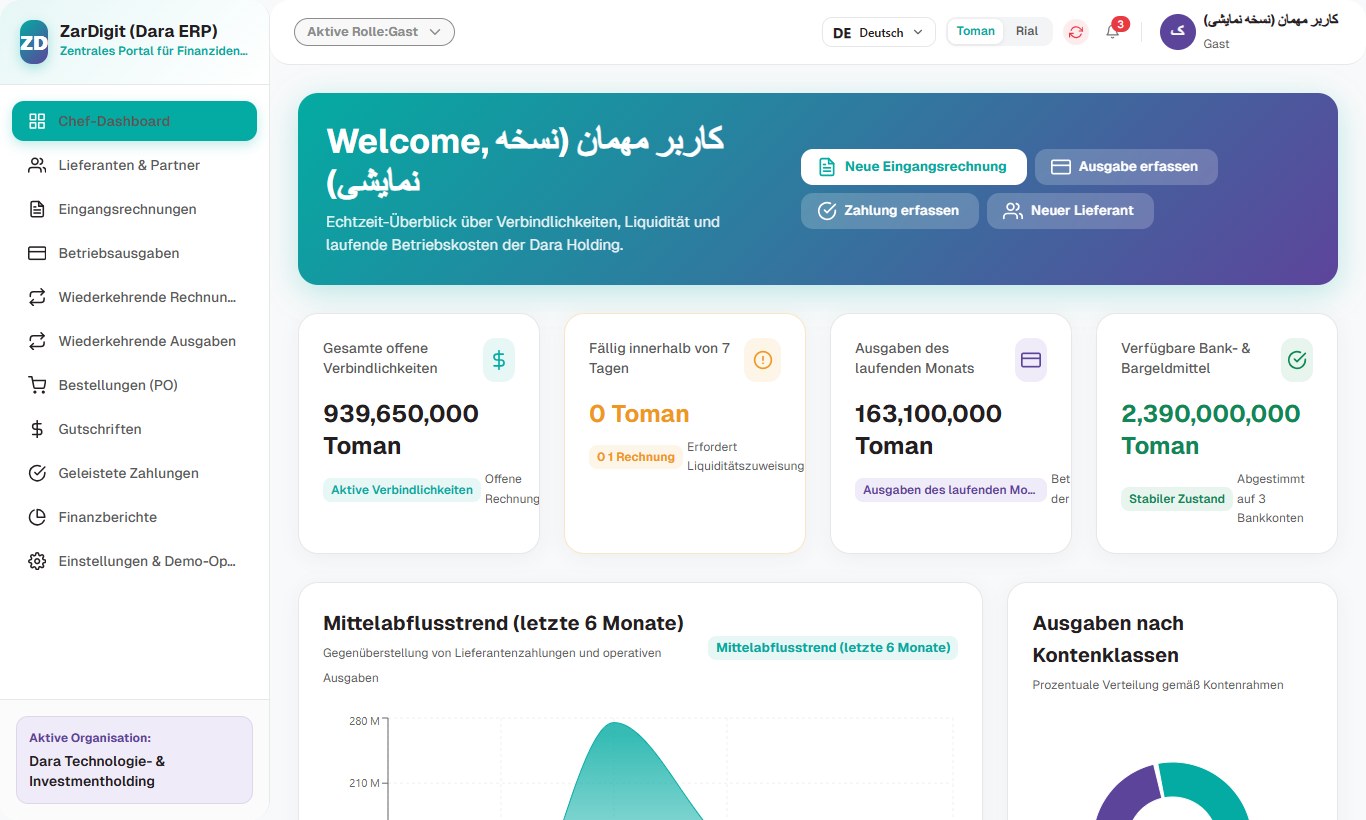 ZD
ZarDigit (Dara ERP)
Zentrales Portal für Finanziden...
Chef-Dashboard
Lieferanten & Partner
Eingangsrechnungen
Betriebsausgaben
Wiederkehrende Rechnun...
Wiederkehrende Ausgaben
Bestellungen (PO)
Gutschriften
Geleistete Zahlungen
Finanzberichte
Einstellungen & Demo-Op...
Aktive Organisation:
Dara Technologie- &
Investmentholding
Aktive Rolle:Gast
DE Deutsch
Toman Rial
3
ک
کاربر مهمان (نسخه نمایشی)
Gast
Welcome, کاربر مهمان (نسخه
نمایشی)
Echtzeit-Überblick über Verbindlichkeiten, Liquidität und
laufende Betriebskosten der Dara Holding.
Neue Eingangsrechnung
Ausgabe erfassen
Zahlung erfassen
Neuer Lieferant
Gesamte offene
Verbindlichkeiten
939,650,000
Toman
Aktive Verbindlichkeiten
Offene
Rechnung
Fällig innerhalb von 7
Tagen
0 Toman
0 1 Rechnung
Erfordert
Liquiditätszuweisung
Ausgaben des
laufenden Monats
163,100,000
Toman
Ausgaben des laufenden Mo...
Bet
der
Verfügbare Bank- &
Bargeldmittel
2,390,000,000
Toman
Stabiler Zustand
Abgestimmt
auf 3
Bankkonten
Mittelabflusstrend (letzte 6 Monate)
Gegenüberstellung von Lieferantenzahlungen und operativen
Ausgaben
Mittelabflusstrend (letzte 6 Monate)
280 M
210 M
Ausgaben nach
Kontenklassen
Prozentuale Verteilung gemäß Kontenrahmen